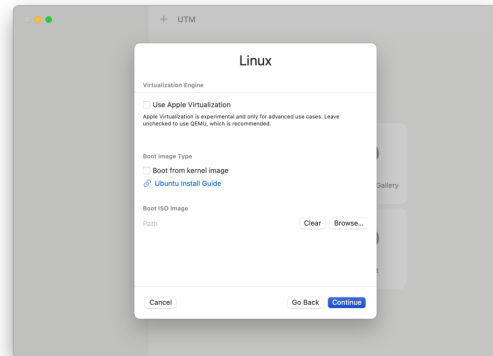 + UTM
Linux
Virtualization Engine
Use Apple Virtualization
Apple Virtualization is experimental and only for advanced use cases. Leave
unchecked to use QEMU, which is recommended.
Boot Image Type
Boot from kernel image
Ubuntu Install Guide
Gallery
Boot ISO Image
Path
Clear Browse...
Cancel
Go Back Continue